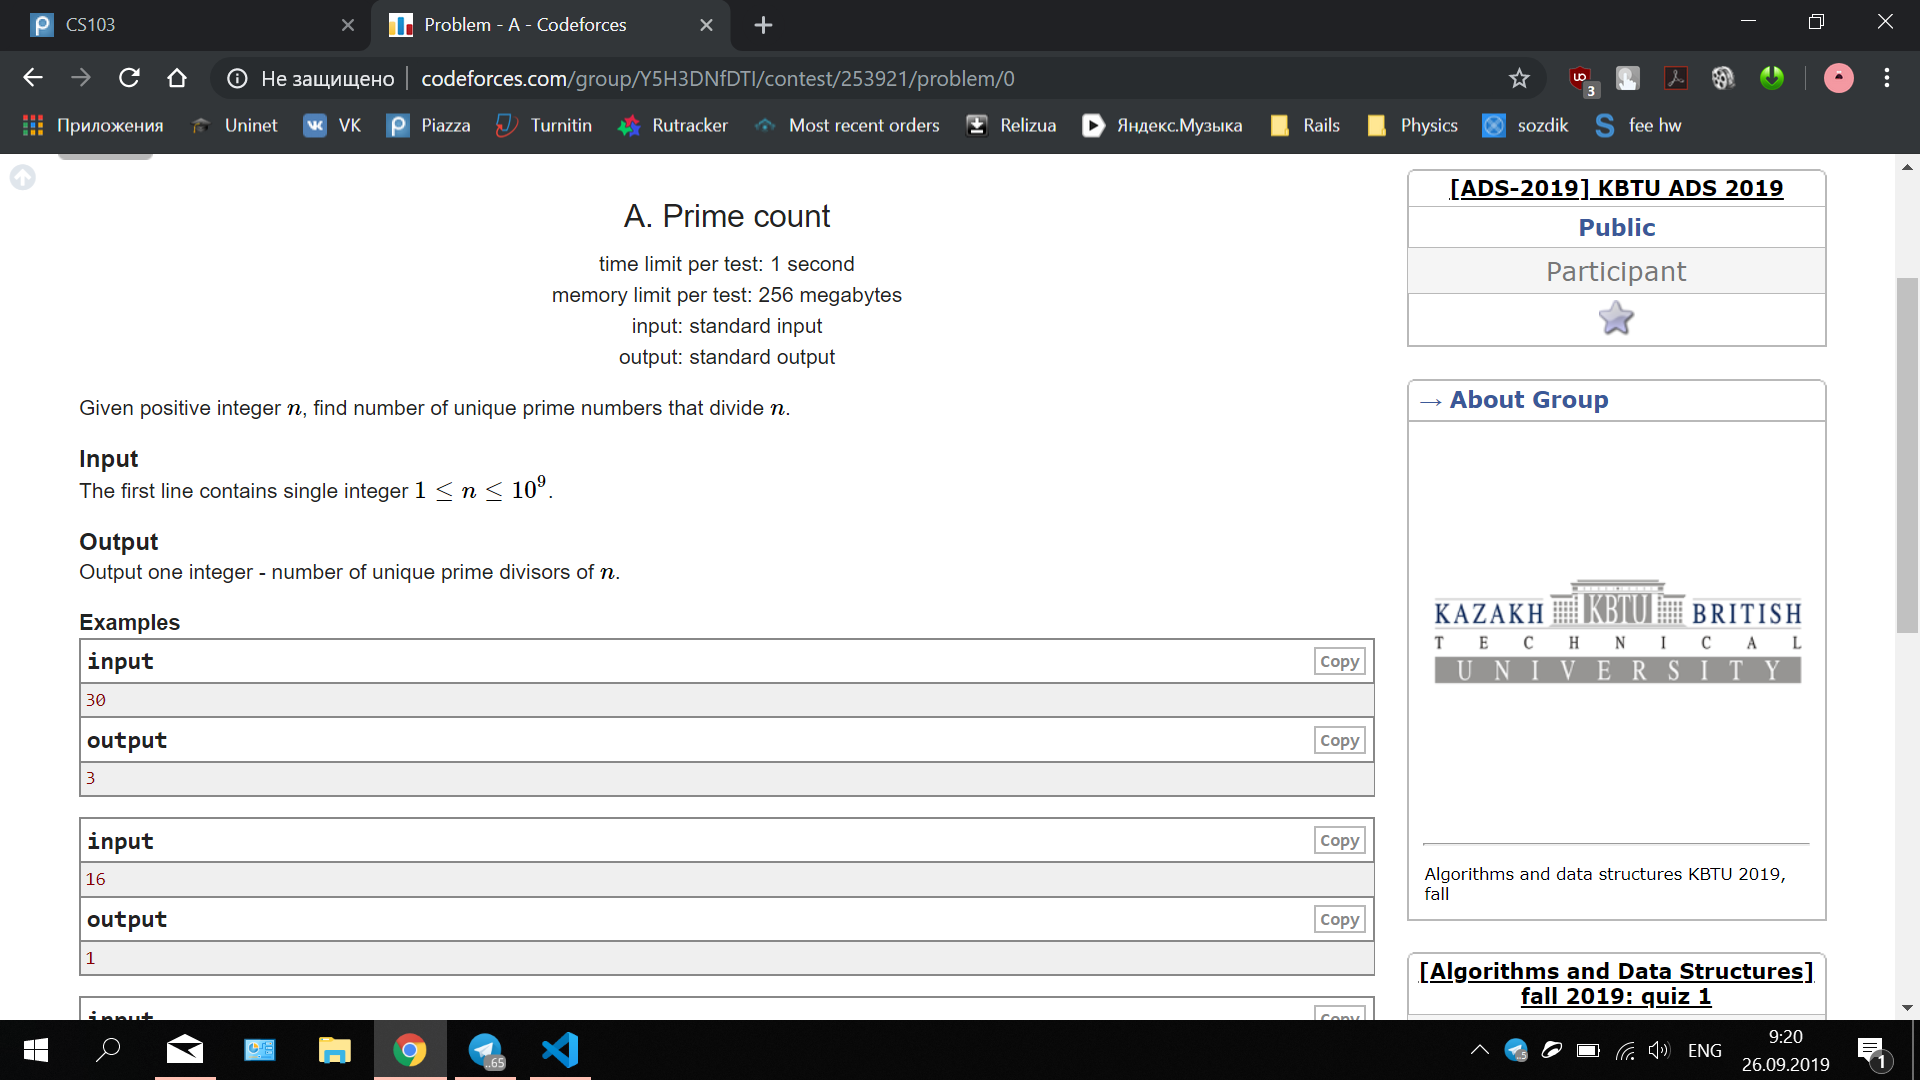 CS103
Problem - A - Codeforces
Не защищено
codeforces.com/group/Y5H3DNfDTI/contest/253921/problem/0
3
Приложения
Uninet
VK
Piazza
Turnitin
Rutracker
Most recent orders
Relizua
Яндекс.Музыка
Rails
Physics
sozdik
fee hw
A. Prime count
time limit per test: 1 second
memory limit per test: 256 megabytes
input: standard input
output: standard output
Given positive integer n, find number of unique prime numbers that divide n.
Input
The first line contains single integer 1 ≤ n ≤ 10⁹.
Output
Output one integer - number of unique prime divisors of n.
Examples
input
Copy
30
output
Copy
3
input
Copy
16
output
Copy
1
input
Copy
[ADS-2019] KBTU ADS 2019
Public
Participant
→ About Group
KAZAKH KBTU BRITISH
TECHNICAL
UNIVERSITY
Algorithms and data structures KBTU 2019,
fall
[Algorithms and Data Structures]
fall 2019: quiz 1
..65
ENG
9:20
26.09.2019
1